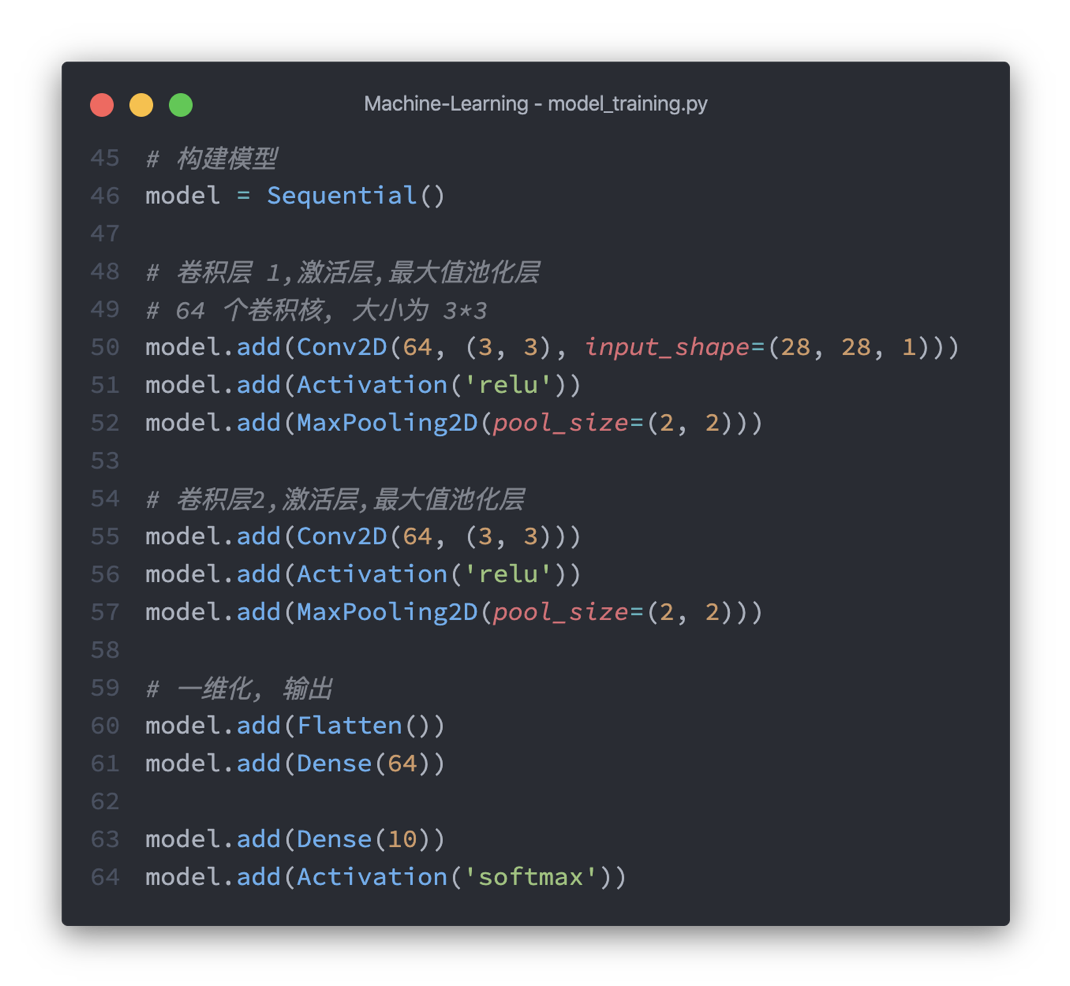 Machine-Learning - model_training.py
45 # 构建模型
46 model = Sequential()
47
48 # 卷积层 1,激活层,最大值池化层
49 # 64 个卷积核, 大小为 3*3
50 model.add(Conv2D(64, (3, 3), input_shape=(28, 28, 1)))
51 model.add(Activation('relu'))
52 model.add(MaxPooling2D(pool_size=(2, 2)))
53
54 # 卷积层2,激活层,最大值池化层
55 model.add(Conv2D(64, (3, 3)))
56 model.add(Activation('relu'))
57 model.add(MaxPooling2D(pool_size=(2, 2)))
58
59 # 一维化, 输出
60 model.add(Flatten())
61 model.add(Dense(64))
62
63 model.add(Dense(10))
64 model.add(Activation('softmax'))